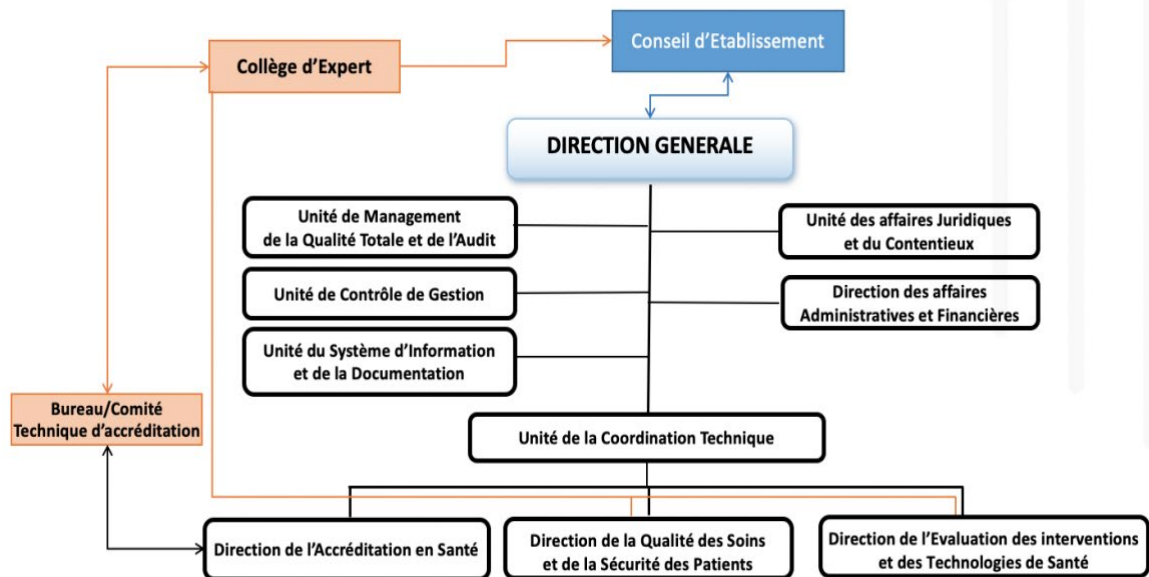 Conseil d'Etablissement
Collège d'Expert
DIRECTION GENERALE
Unité de Management
de la Qualité Totale et de l'Audit
Unité des affaires Juridiques
et du Contentieux
Unité de Contrôle de Gestion
Direction des affaires
Administratives et Financières
Unité du Système d'Information
et de la Documentation
Bureau/Comité
Technique d'accréditation
Unité de la Coordination Technique
Direction de l'Accréditation en Santé
Direction de la Qualité des Soins
et de la Sécurité des Patients
Direction de l'Evaluation des interventions
et des Technologies de Santé